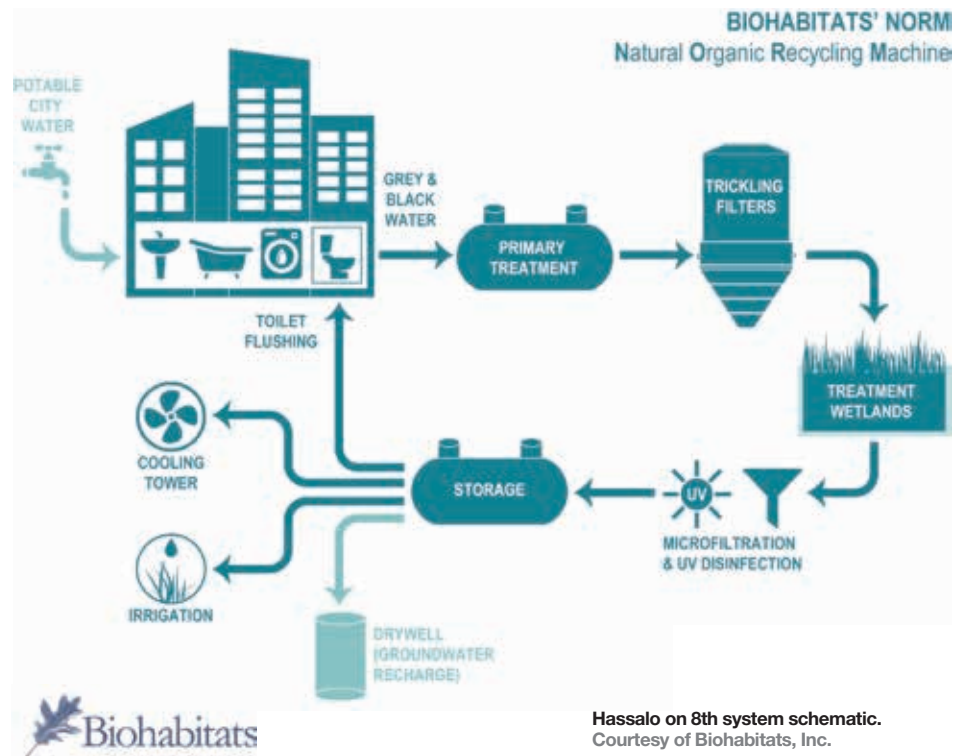 BIOHABITATS' NORM
Natural Organic Recycling Machine
POTABLE
CITY
WATER
GREY &
BLACK
WATER
PRIMARY
TREATMENT
TRICKLING
FILTERS
TREATMENT
WETLANDS
UV
MICROFILTRATION
& UV DISINFECTION
STORAGE
TOILET
FLUSHING
COOLING
TOWER
IRRIGATION
DRYWELL
(GROUNDWATER
RECHARGE)
Biohabitats
Hassalo on 8th system schematic.
Courtesy of Biohabitats, Inc.